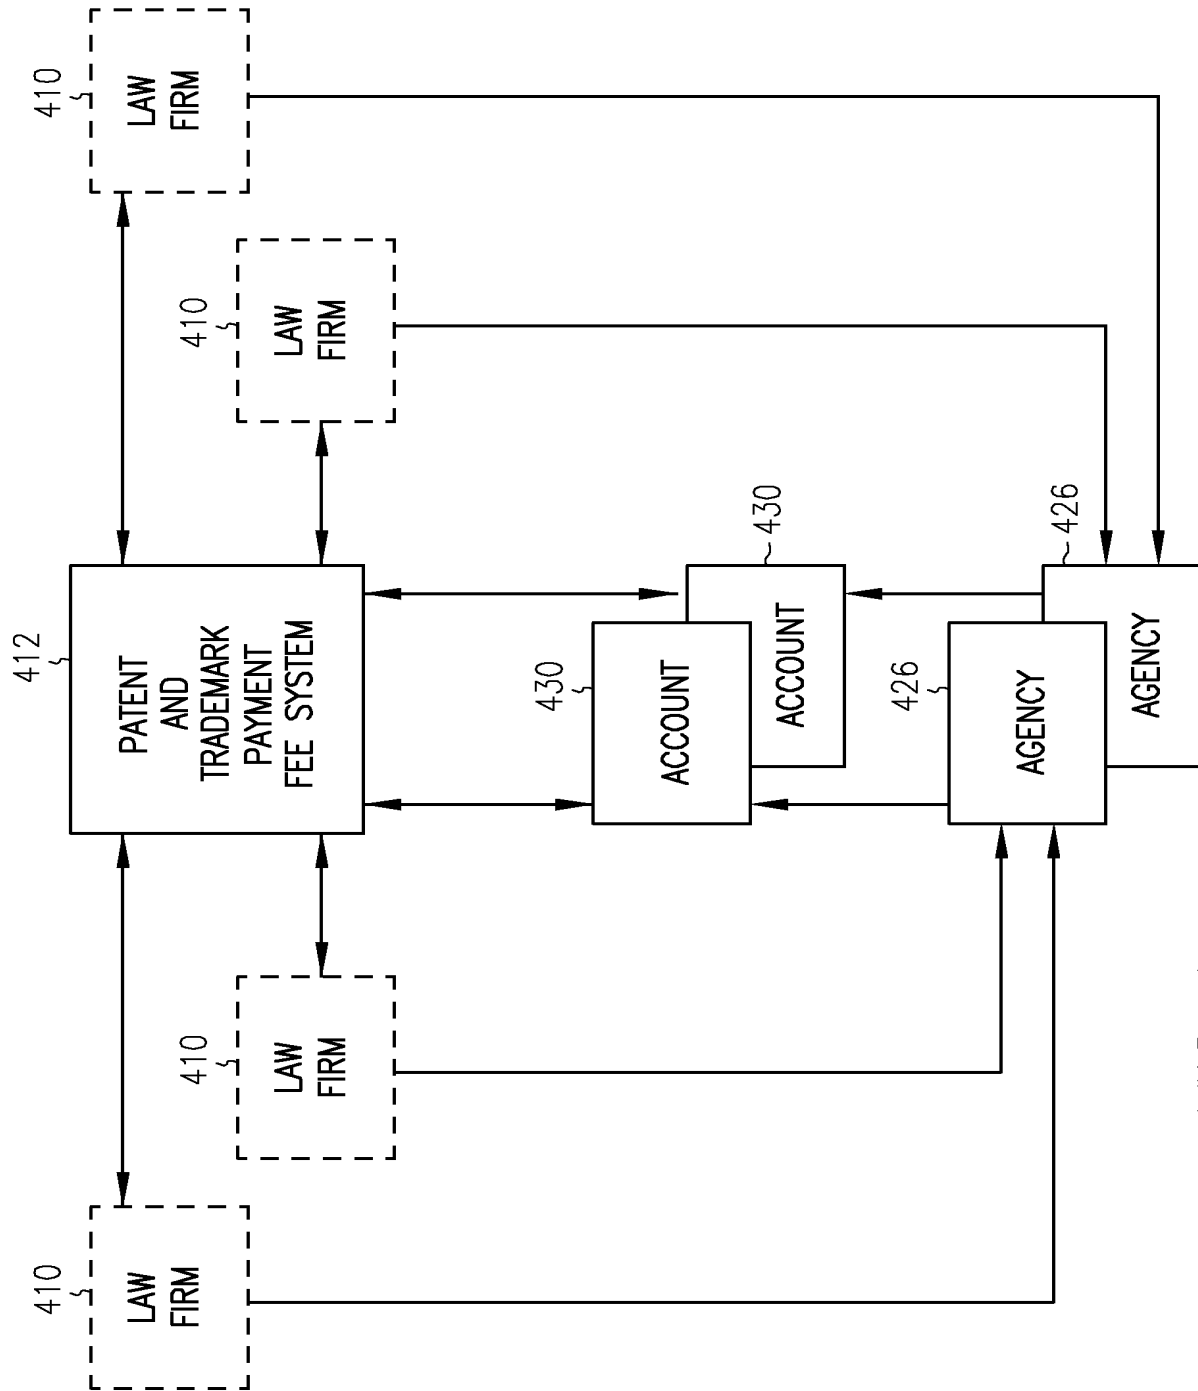 412
410
LAW
FIRM
410
LAW
FIRM
PATENT
AND
TRADEMARK
PAYMENT
FEE SYSTEM
410
LAW
FIRM
410
LAW
FIRM
430
ACCOUNT
430
ACCOUNT
426
AGENCY
426
AGENCY